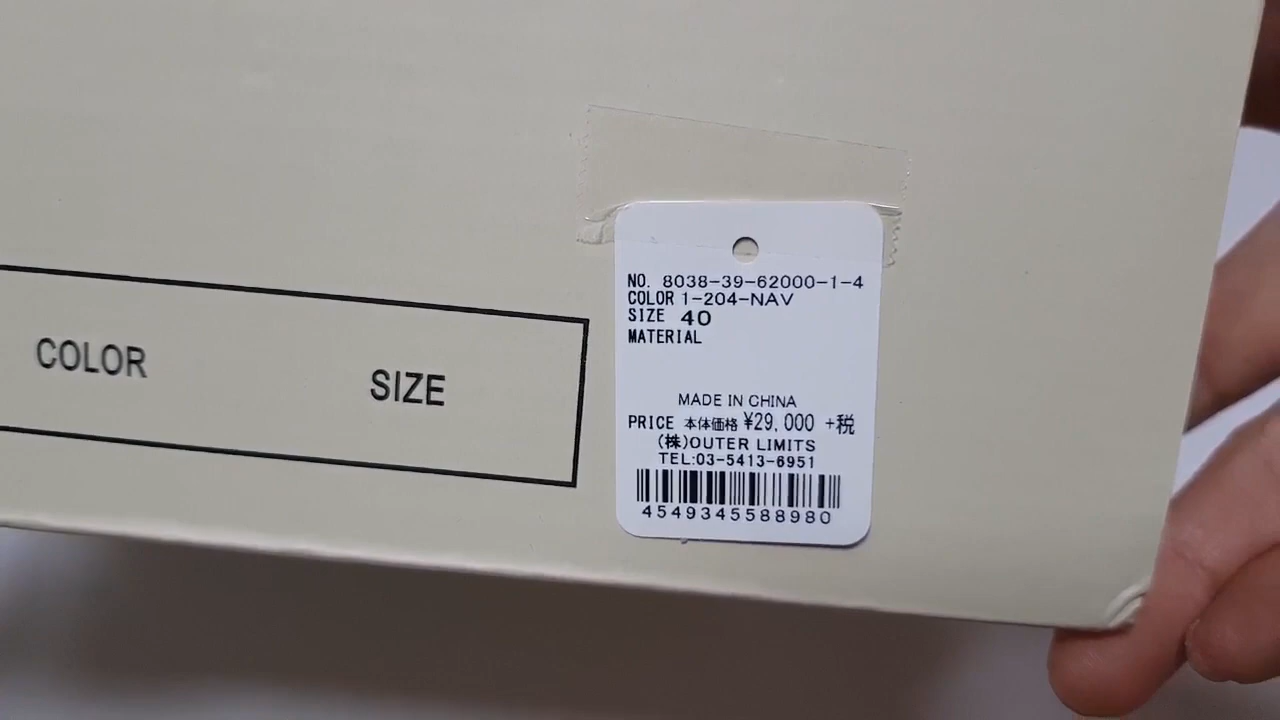 COLOR SIZE
NO. 8038-39-62000-1-4
COLOR 1-204-NAV
SIZE 40
MATERIAL
MADE IN CHINA
PRICE 本体価格 ¥29,000 +税
(株)OUTER LIMITS
TEL:03-5413-6951
4549345588980